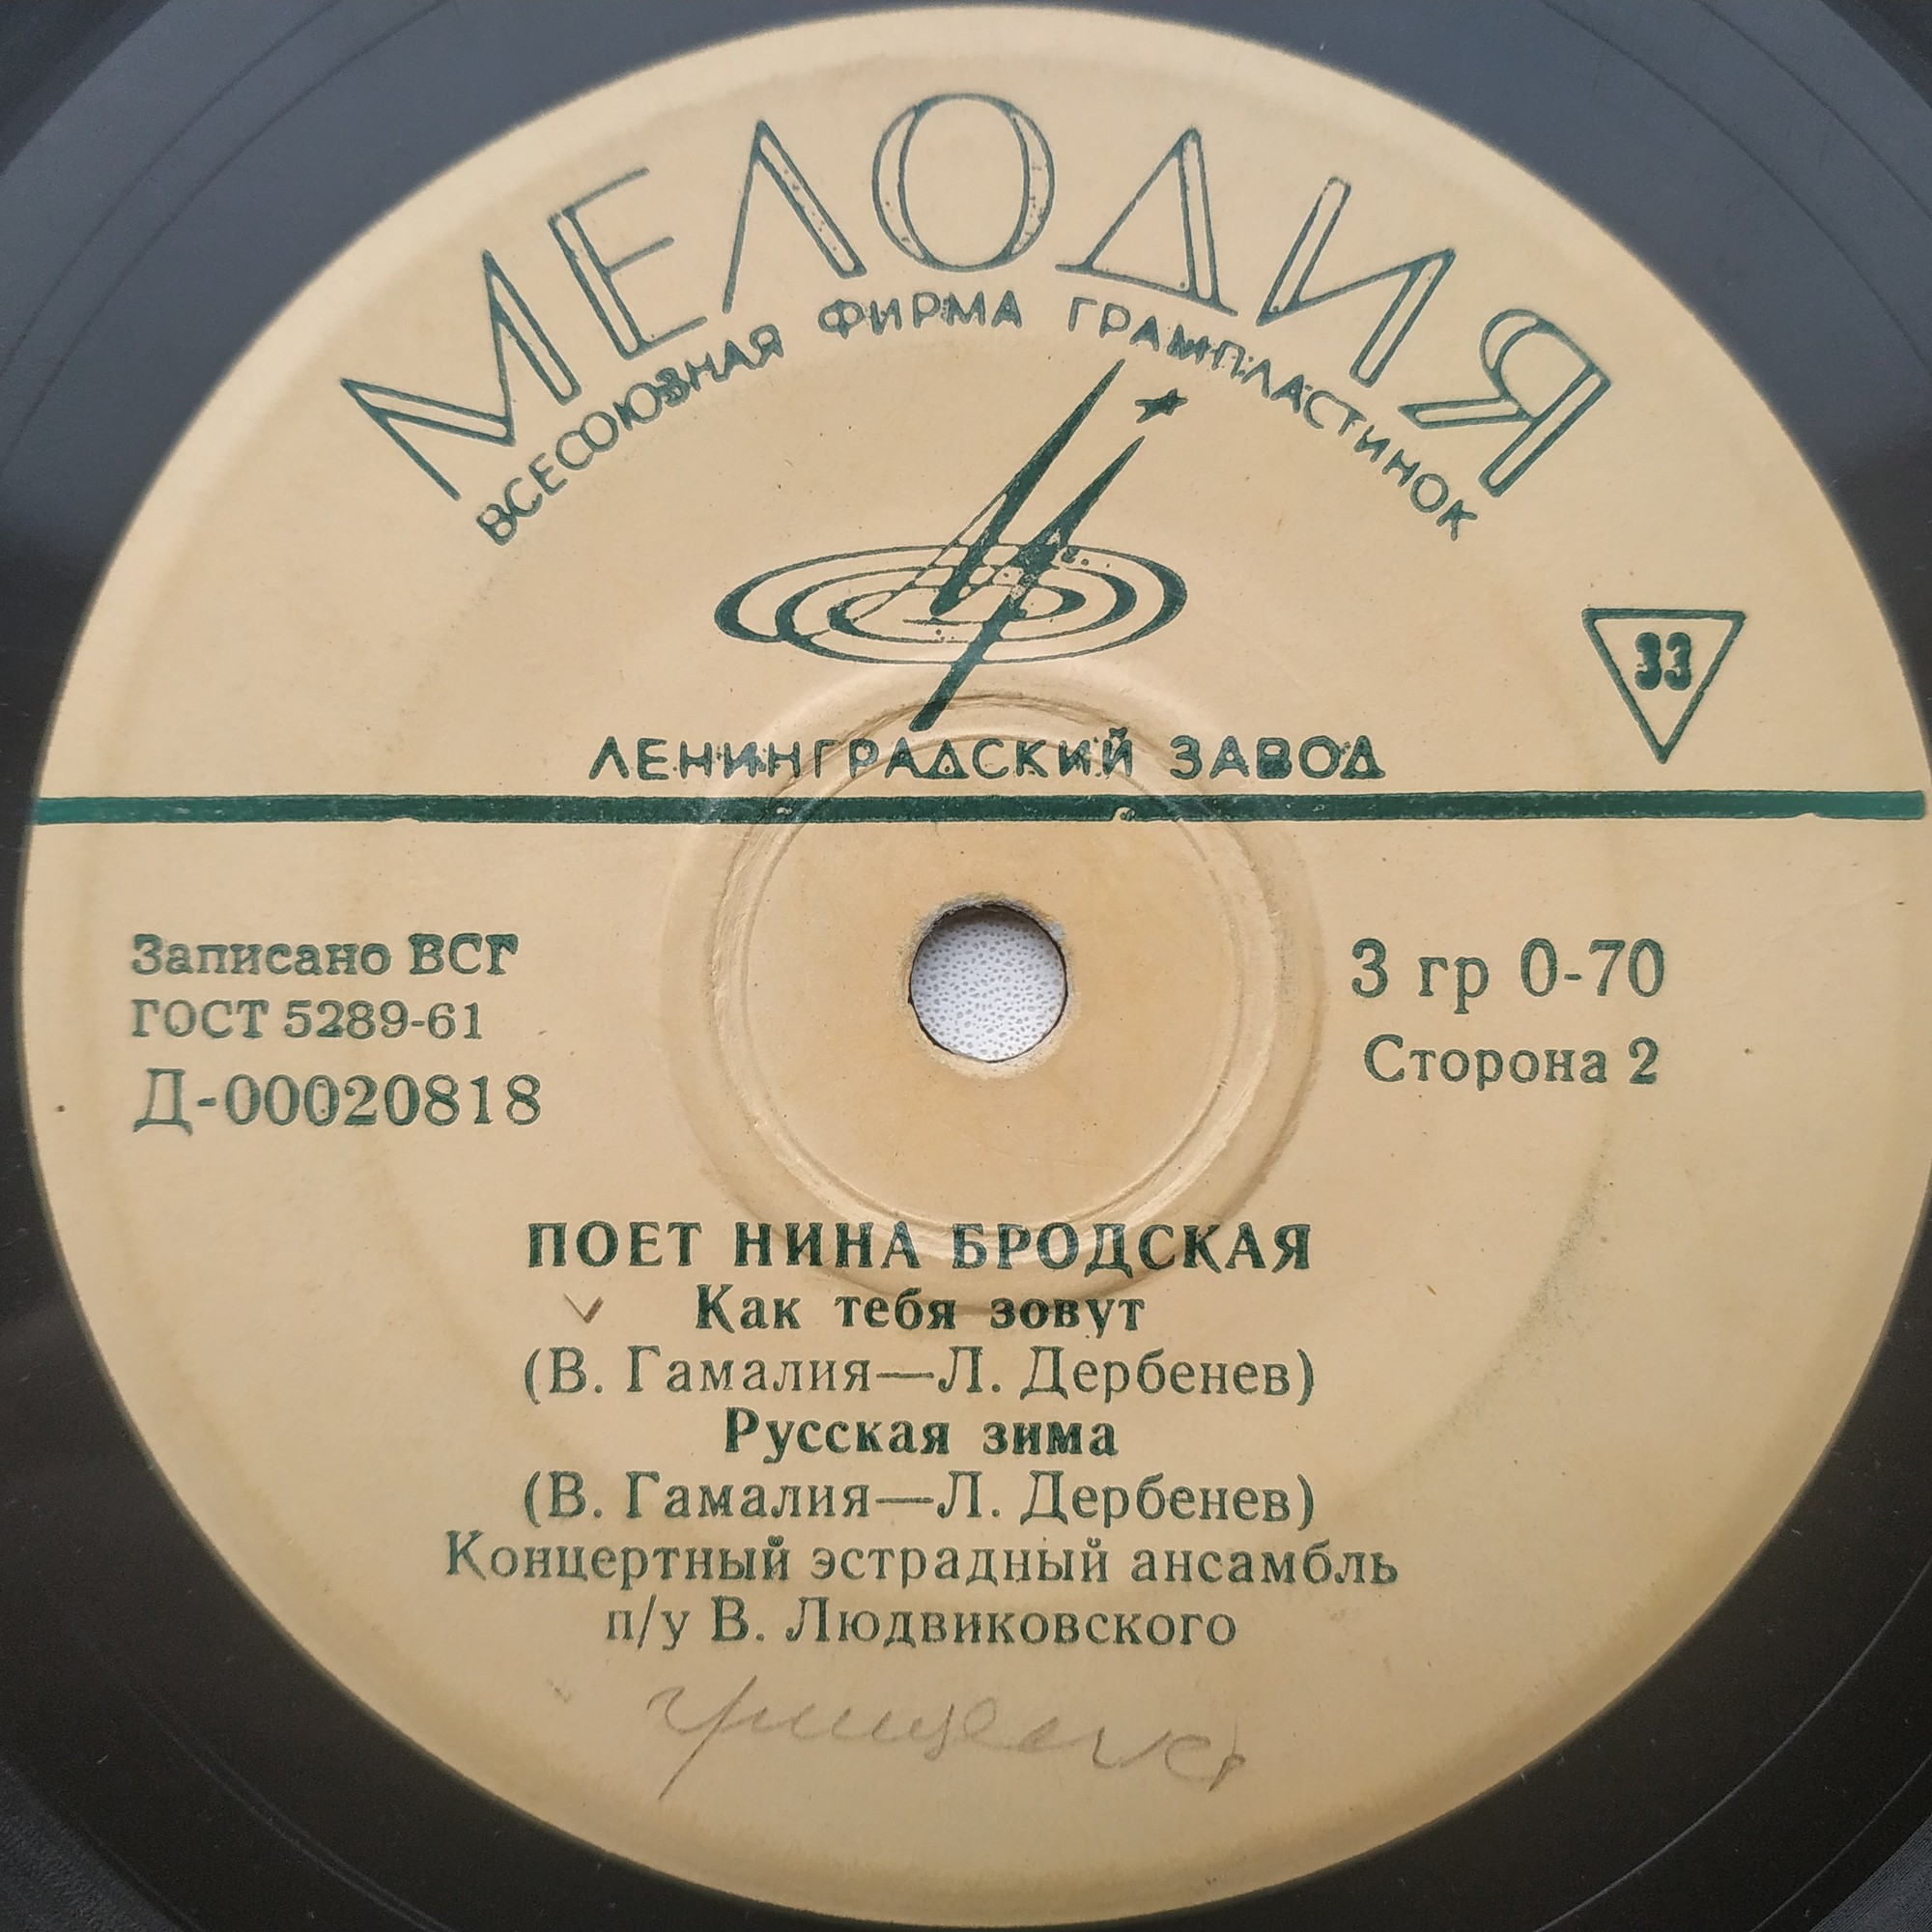 МЕЛОДИЯ
ВСЕСОЮЗНАЯ ФИРМА ГРАМПЛАСТИНОК
33
ЛЕНИНГРАДСКИЙ ЗАВОД
Записано ВСГ
ГОСТ 5289-61
Д-00020818
3 гр 0-70
Сторона 2
ПОЕТ НИНА БРОДСКАЯ
Как тебя зовут
(В. Гамалия—Л. Дербенев)
Русская зима
(В. Гамалия—Л. Дербенев)
Концертный эстрадный ансамбль
п/у В. Людвиковского